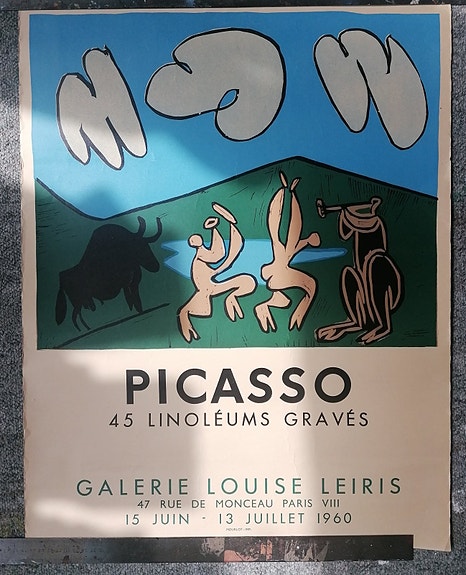 PICASSO
45 LINOLÉUMS GRAVÉS
GALERIE LOUISE LEIRIS
47 RUE DE MONCEAU PARIS VIII
15 JUIN - 13 JUILLET 1960